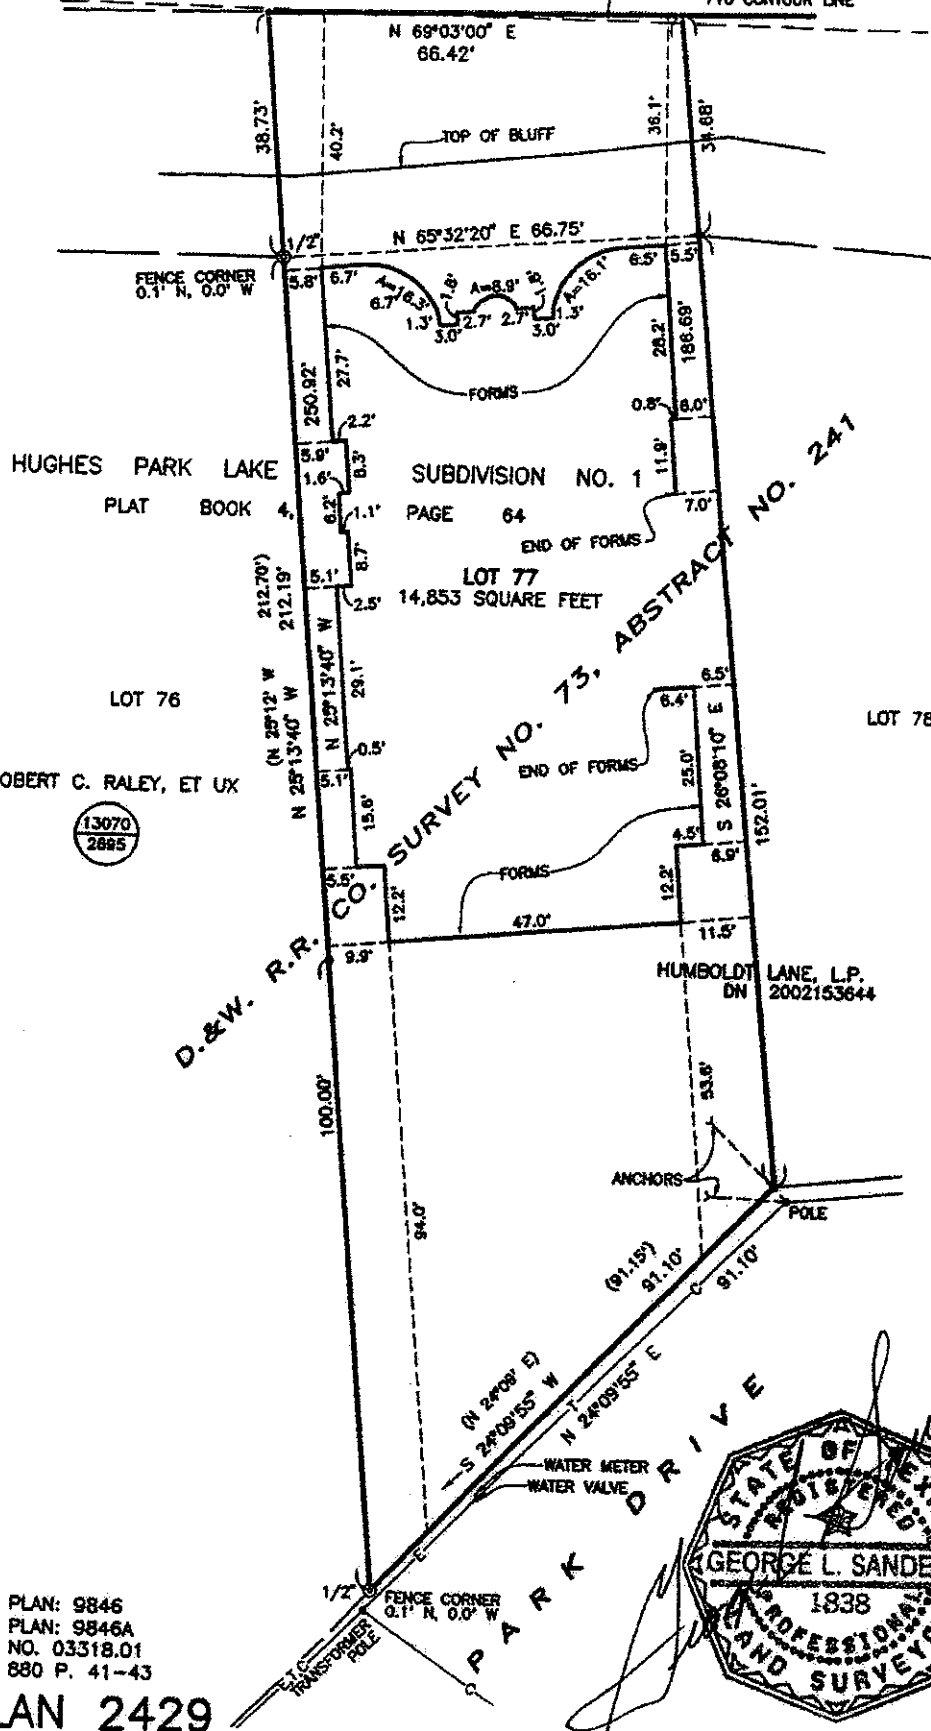 N 69°03'00" E
66.42'
38.73'
40.2'
36.1'
34.68'
TOP OF BLUFF
N 65°32'20" E 66.75'
1/2"
FENCE CORNER
0.1' N, 0.0' W
5.8'
6.7'
6.7'
A=16.3'
1.3'
3.0'
1.8'
2.7'
A=8.9'
2.7'
3.0'
1.3'
A=16.1'
6.5'
5.5'
250.92'
27.7'
28.2'
186.69'
FORMS
0.8'
6.0'
2.2'
5.9'
8.3'
11.9'
1.6'
HUGHES PARK LAKE SUBDIVISION NO. 1
PLAT BOOK 4, PAGE 64
6.2'
1.1'
7.0'
END OF FORMS
8.7'
5.1'
2.5'
LOT 77
14,853 SQUARE FEET
(212.70')
212.19'
(N 25°12' W
N 25°13'40" W
N 25°13'40" W
29.1'
LOT 76
6.5'
6.4'
LOT 78
0.5'
5.1'
END OF FORMS
25.0'
S 26°08'10" E
152.01'
OBERT C. RALEY, ET UX
13070
2695
15.6'
4.5'
6.9'
5.5'
12.2'
FORMS
12.2'
47.0'
9.9'
11.5'
D.&W. R.R. CO. SURVEY NO. 73, ABSTRACT NO. 241
HUMBOLDT LANE, L.P.
DN 2002153644
100.00'
94.0'
53.6'
ANCHORS
POLE
(91.15')
91.10'
91.10'
(N 24°09' E)
S 24°09'55" W
N 24°09'55" E
C
T
E
WATER METER
WATER VALVE
PARK DRIVE
1/2"
FENCE CORNER
0.1' N, 0.0' W
E,T,C
TRANSFORMER
POLE
C
STATE OF TEX
REGISTERED
GEORGE L. SANDE
1838
PROFESSIONAL
LAND SURVEYO
PLAN: 9846
PLAN: 9846A
NO. 03318.01
880 P. 41-43
LAN 2429